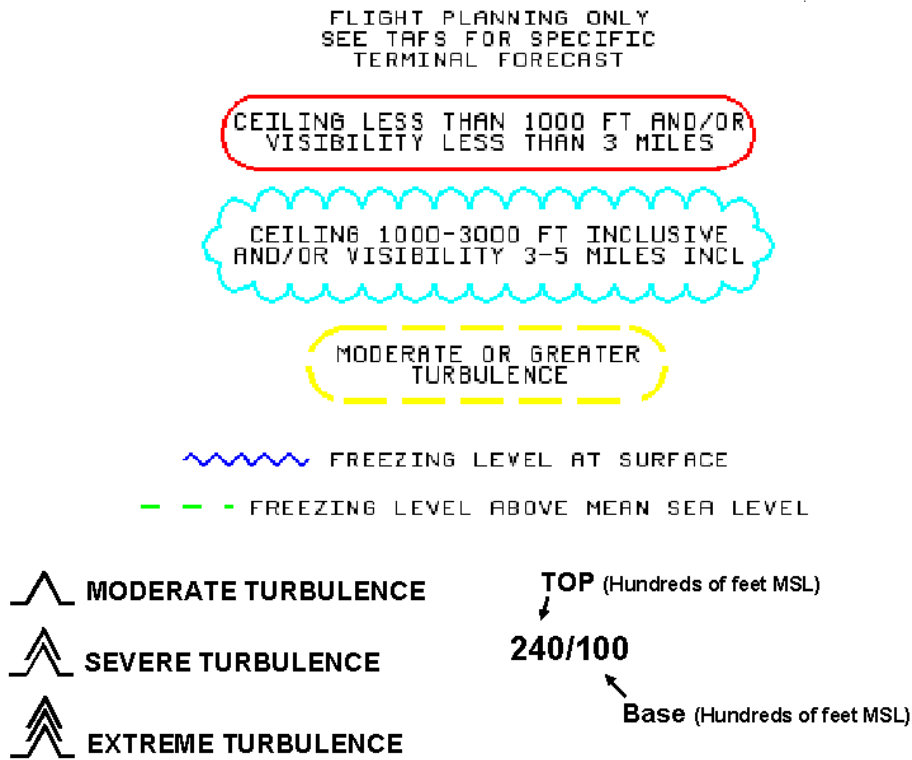 FLIGHT PLANNING ONLY
SEE TAFS FOR SPECIFIC
TERMINAL FORECAST
CEILING LESS THAN 1000 FT AND/OR
VISIBILITY LESS THAN 3 MILES
CEILING 1000-3000 FT INCLUSIVE
AND/OR VISIBILITY 3-5 MILES INCL
MODERATE OR GREATER
TURBULENCE
FREEZING LEVEL AT SURFACE
FREEZING LEVEL ABOVE MEAN SEA LEVEL
MODERATE TURBULENCE
SEVERE TURBULENCE
EXTREME TURBULENCE
TOP (Hundreds of feet MSL)
240/100
Base (Hundreds of feet MSL)